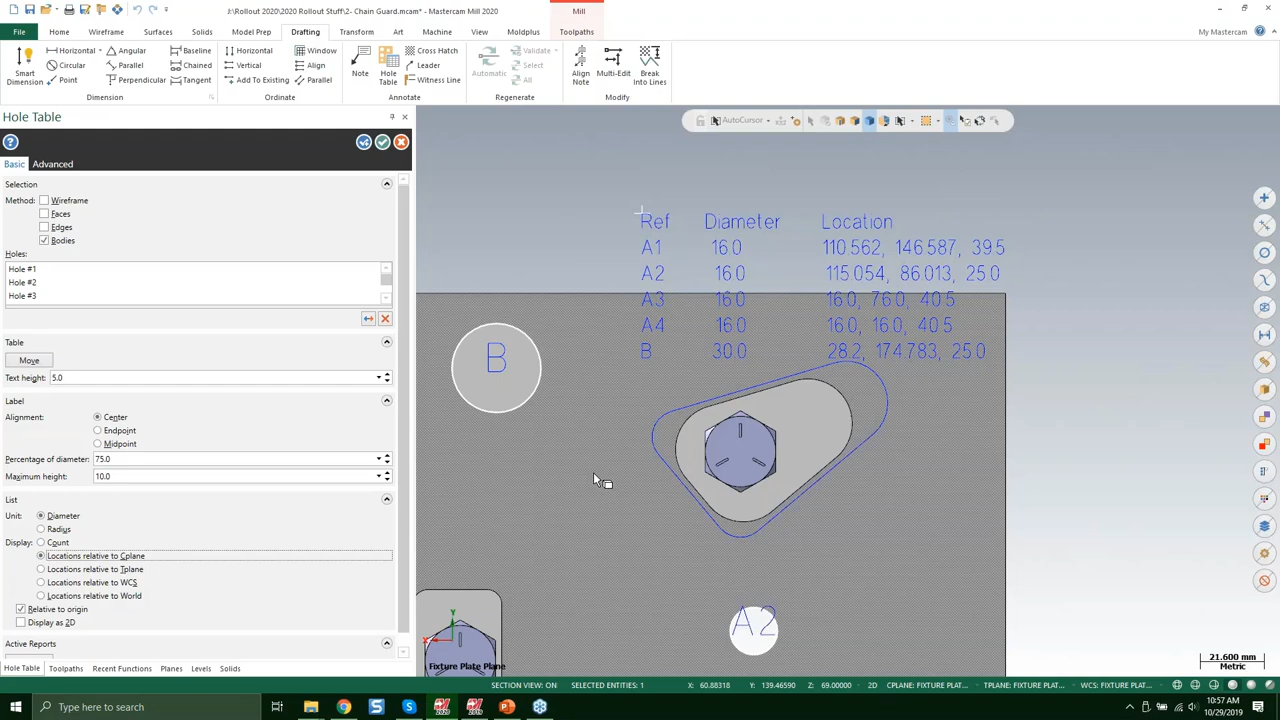 J:\Rollout 2020\2020 Rollout Stuff\2- Chain Guard.mcam* - Mastercam Mill 2020
Mill
File Home Wireframe Surfaces Solids Model Prep Drafting Transform Art Machine View Moldplus Toolpaths
My Mastercam
Smart Dimension
Horizontal Angular Baseline
Circular Parallel Chained
Point Perpendicular Tangent
Dimension
Horizontal Window
Vertical Align
Add To Existing Parallel
Ordinate
Note
Hole Table
Cross Hatch
Leader
Witness Line
Annotate
Automatic
Validate
Select
All
Regenerate
Align Note
Multi-Edit
Break Into Lines
Modify
Hole Table
AutoCursor
Basic Advanced
Selection
Method: Wireframe
Faces
Edges
Bodies
Holes:
Hole #1
Hole #2
Hole #3
Table
Move
Text height: 5.0
Label
Alignment: Center
Endpoint
Midpoint
Percentage of diameter: 75.0
Maximum height: 10.0
List
Unit: Diameter
Radius
Display: Count
Locations relative to Cplane
Locations relative to Tplane
Locations relative to WCS
Locations relative to World
Relative to origin
Display as 2D
Active Reports
Ref Diameter Location
A1 16.0 110.562, 146.587, 39.5
A2 16.0 115.054, 86.013, 25.0
A3 16.0 16.0, 76.0, 40.5
A4 16.0 16.0, 16.0, 40.5
B 30.0 28.2, 174.783, 25.0
B
A2
Y
X
Fixture Plate Plane
21.600 mm
Metric
Hole Table Toolpaths Recent Functions Planes Levels Solids
SECTION VIEW: ON SELECTED ENTITIES: 1 X: 60.88318 Y: 139.46590 Z: 69.00000 2D CPLANE: FIXTURE PLAT... TPLANE: FIXTURE PLAT... WCS: FIXTURE PLAT...
Type here to search
10:57 AM
10/29/2019